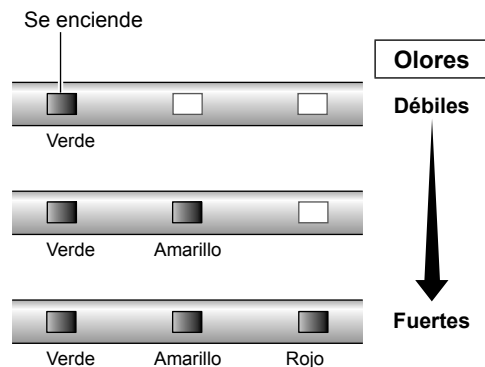 Se enciende
Olores
Débiles
Verde
Verde Amarillo
Fuertes
Verde Amarillo Rojo